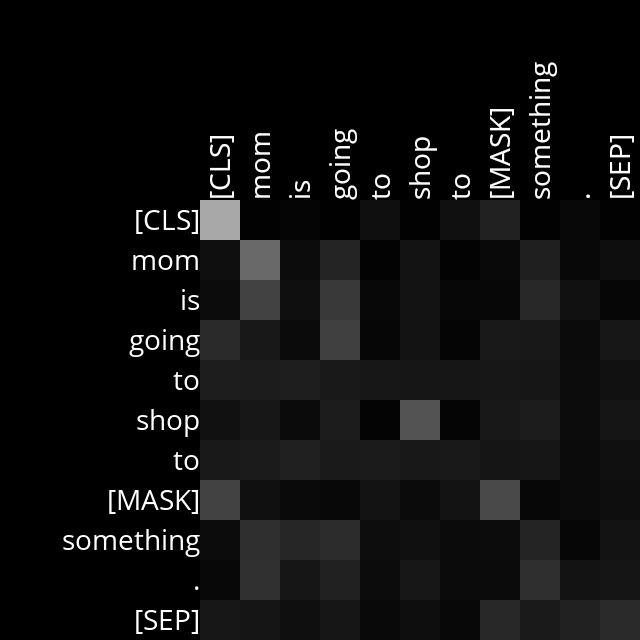 [CLS] mom is going to shop to [MASK] something . [SEP]
[CLS]
mom
is
going
to
shop
to
[MASK]
something
.
[SEP]